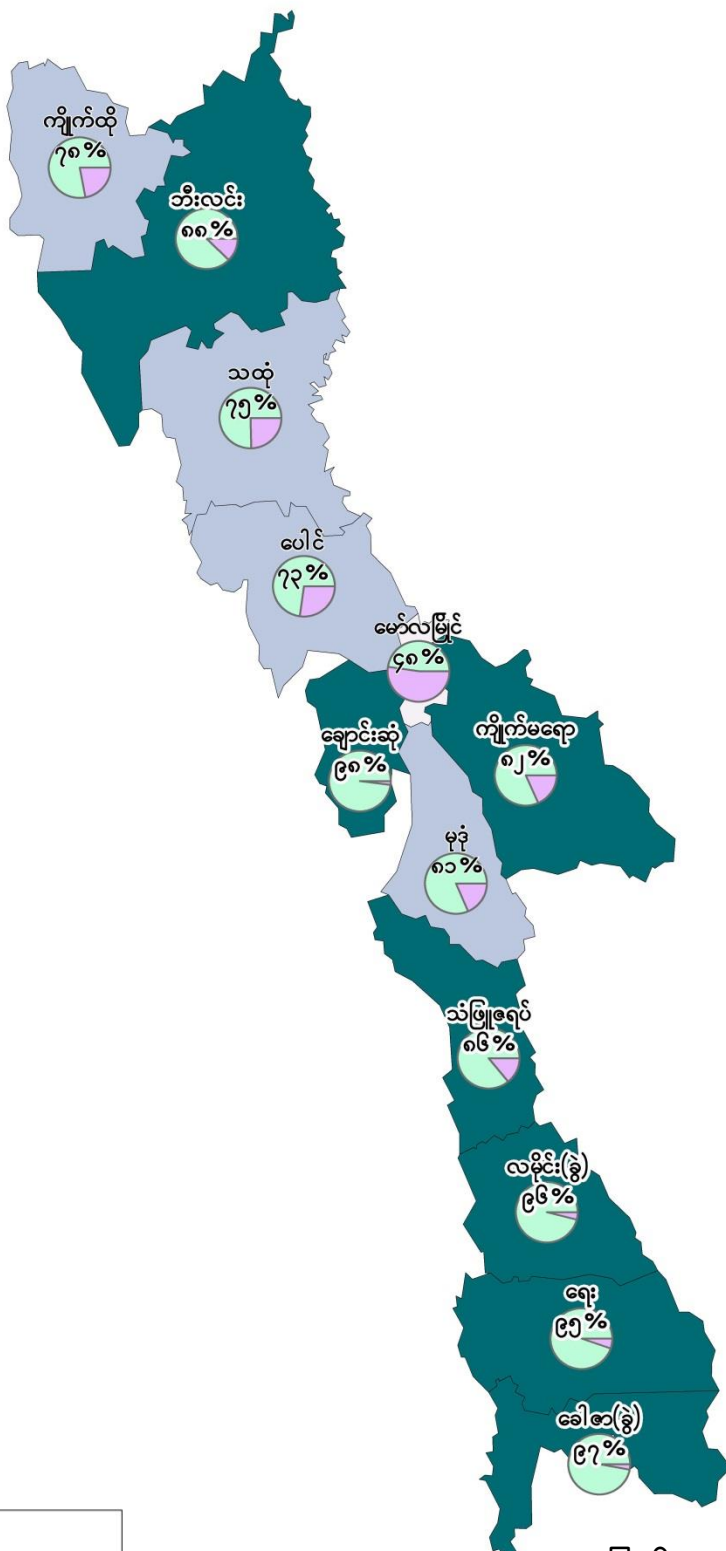 ကျိုက်ထို
၇၈%
ဘီးလင်း
၈၈%
သထုံ
၇၅%
ပေါင်
၇၃%
မော်လမြိုင်
၄၈%
ချောင်းဆုံ
၉၈%
ကျိုက်မရော
၈၂%
မုဒုံ
၈၁%
သံဖြူဇရပ်
၈၆%
လမိုင်း(ခွဲ)
၉၆%
ရေး
၉၅%
ခေါဇာ(ခွဲ)
၉၇%